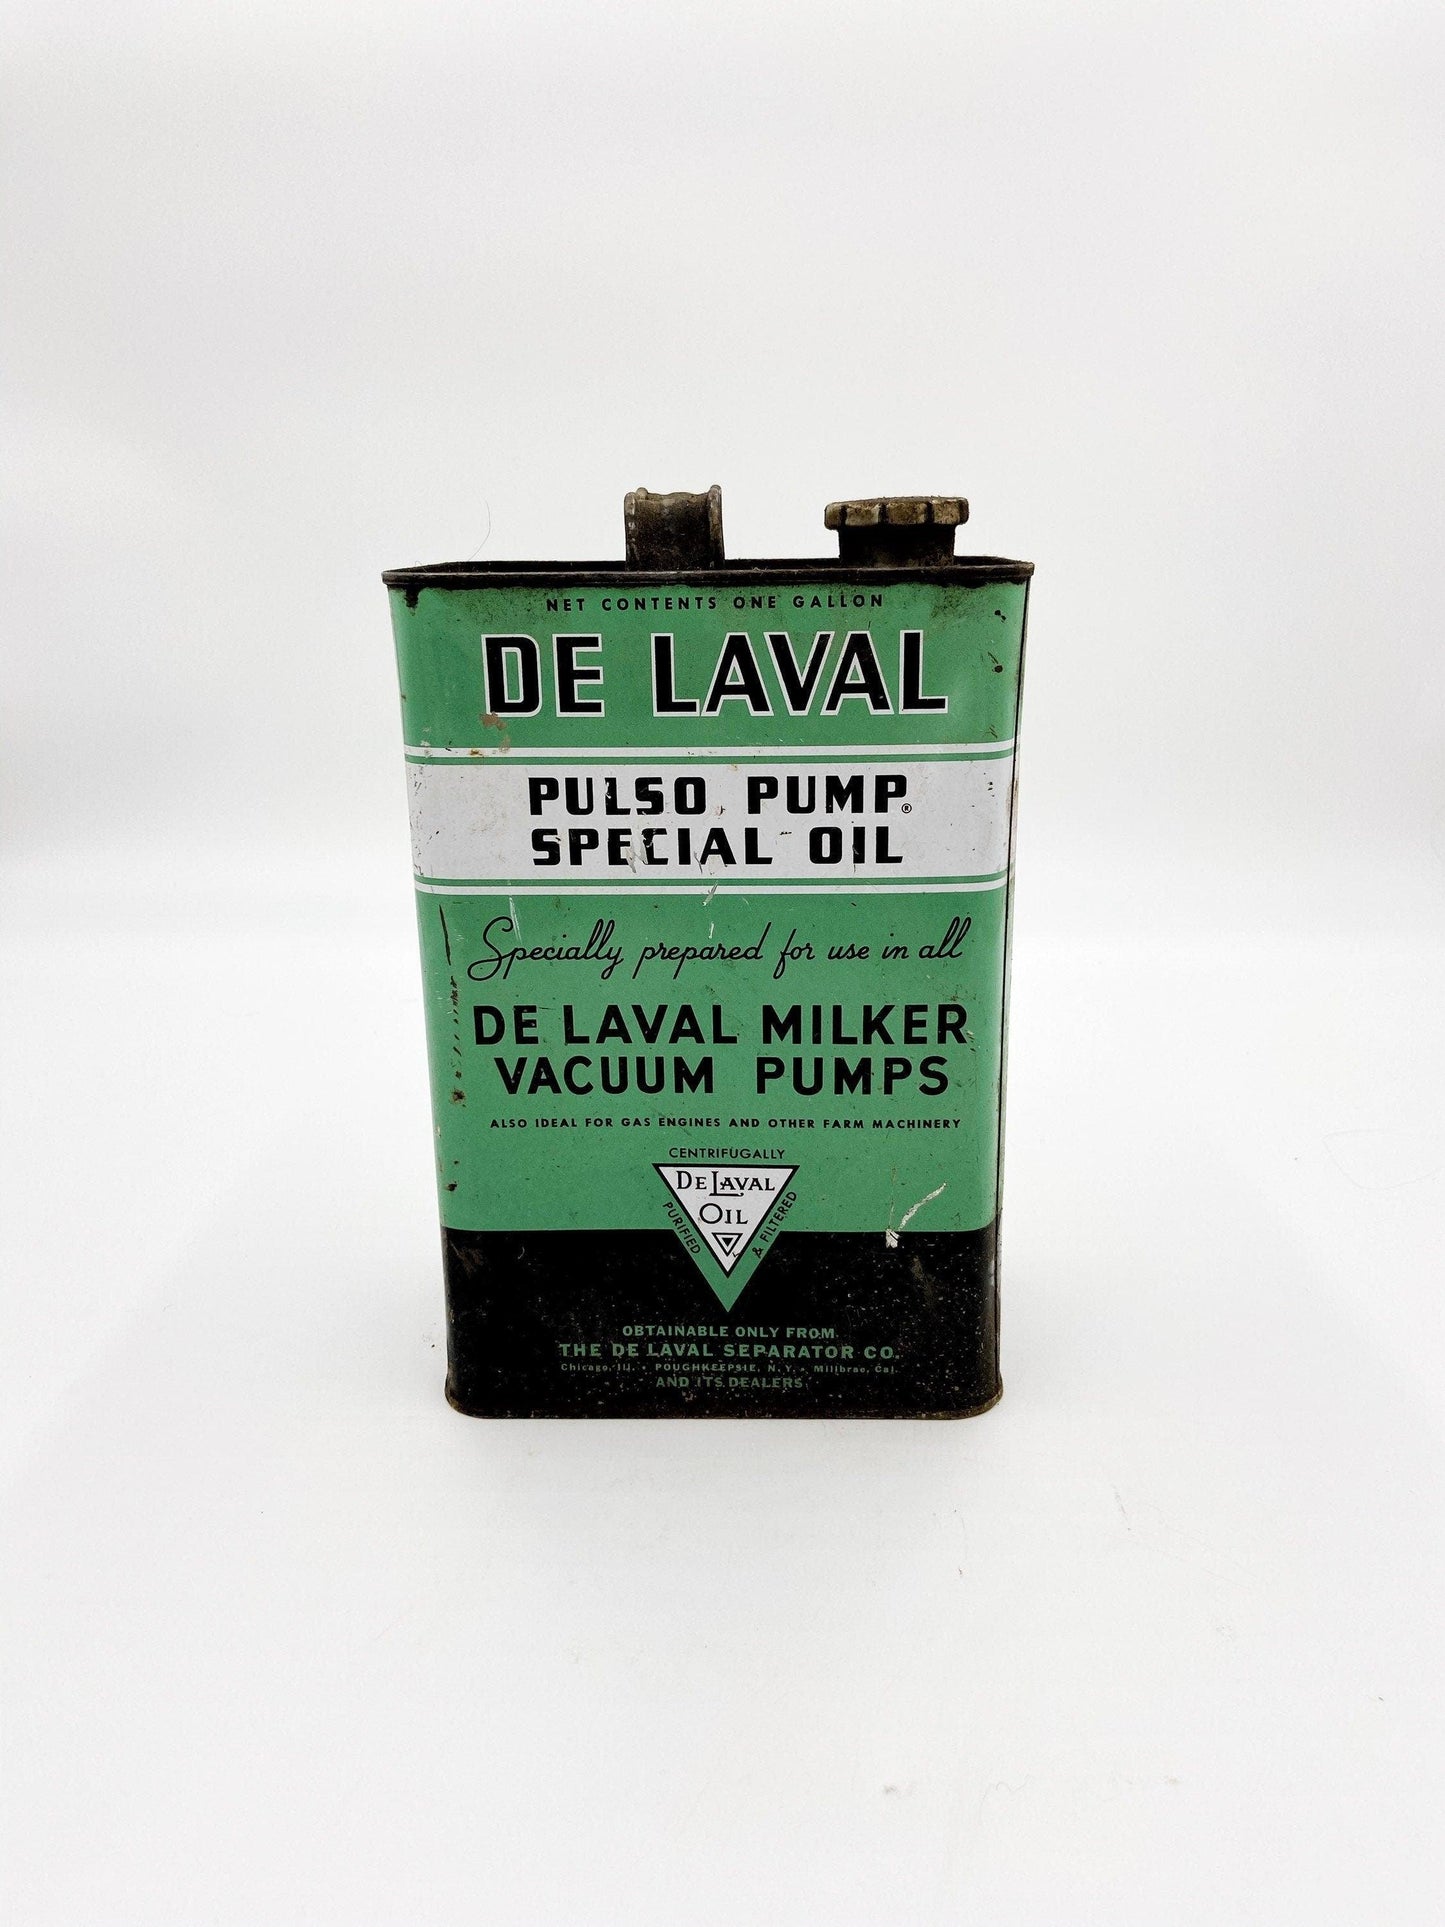 NET CONTENTS ONE GALLON
DE LAVAL
PULSO PUMP®
SPECIAL OIL
Specially prepared for use in all
DE LAVAL MILKER
VACUUM PUMPS
ALSO IDEAL FOR GAS ENGINES AND OTHER FARM MACHINERY
CENTRIFUGALLY
DE LAVAL
OIL
PURIFIED
& FILTERED
OBTAINABLE ONLY FROM
THE DE LAVAL SEPARATOR CO.
Chicago, Ill. • POUGHKEEPSIE, N.Y. • Millbrae, Cal.
AND ITS DEALERS